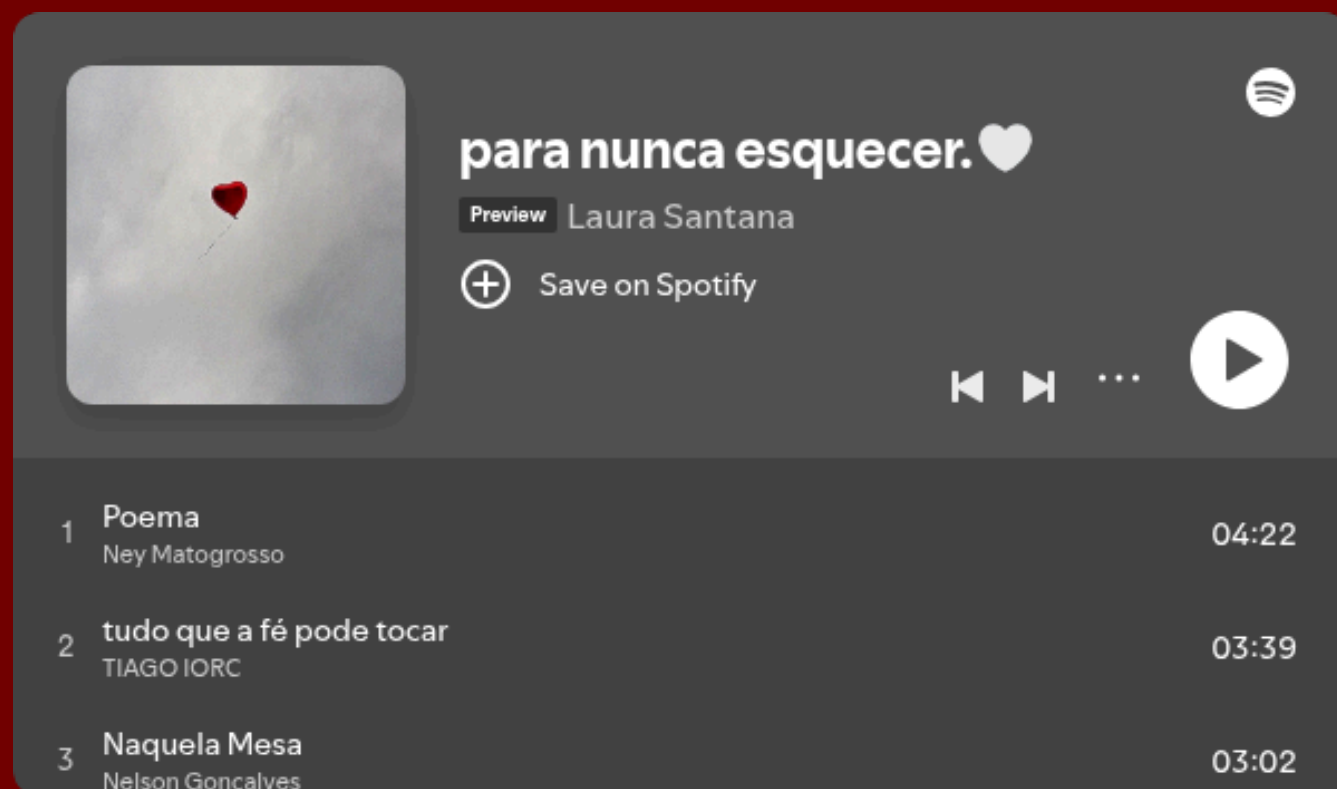 para nunca esquecer.🤍
Preview Laura Santana
Save on Spotify
1 Poema 04:22
Ney Matogrosso
2 tudo que a fé pode tocar 03:39
TIAGO IORC
3 Naquela Mesa 03:02
Nelson Gonçalves